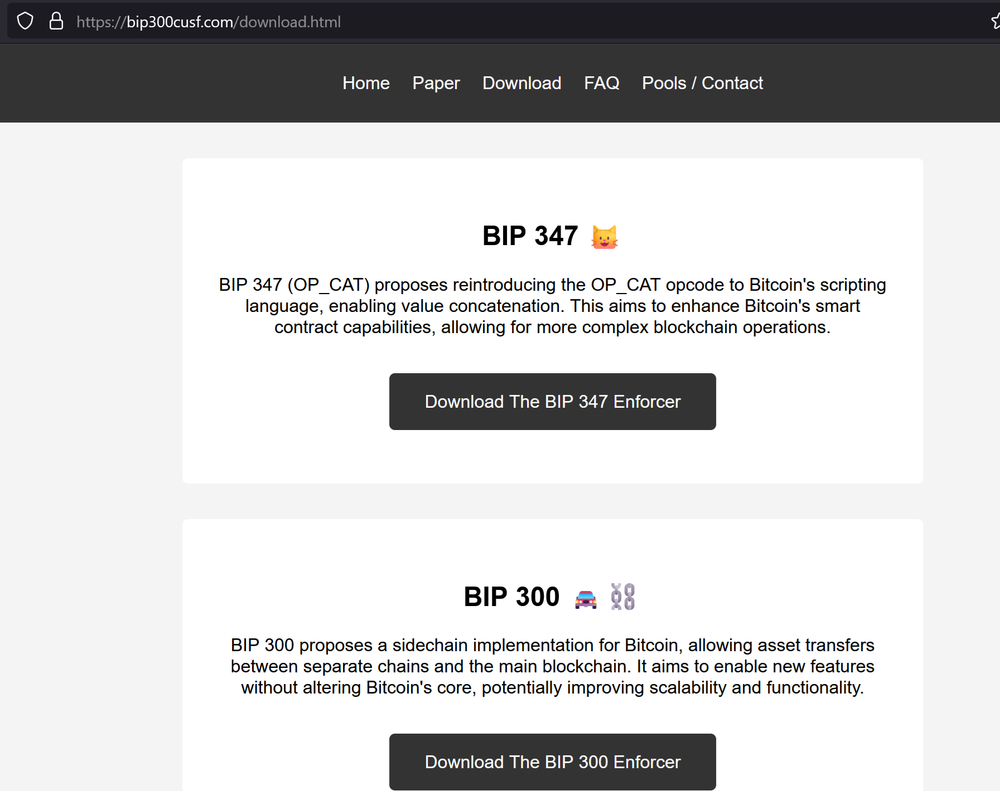 https://bip300cusf.com/download.html
Home Paper Download FAQ Pools / Contact
BIP 347
BIP 347 (OP_CAT) proposes reintroducing the OP_CAT opcode to Bitcoin's scripting
language, enabling value concatenation. This aims to enhance Bitcoin's smart
contract capabilities, allowing for more complex blockchain operations.
Download The BIP 347 Enforcer
BIP 300
BIP 300 proposes a sidechain implementation for Bitcoin, allowing asset transfers
between separate chains and the main blockchain. It aims to enable new features
without altering Bitcoin's core, potentially improving scalability and functionality.
Download The BIP 300 Enforcer